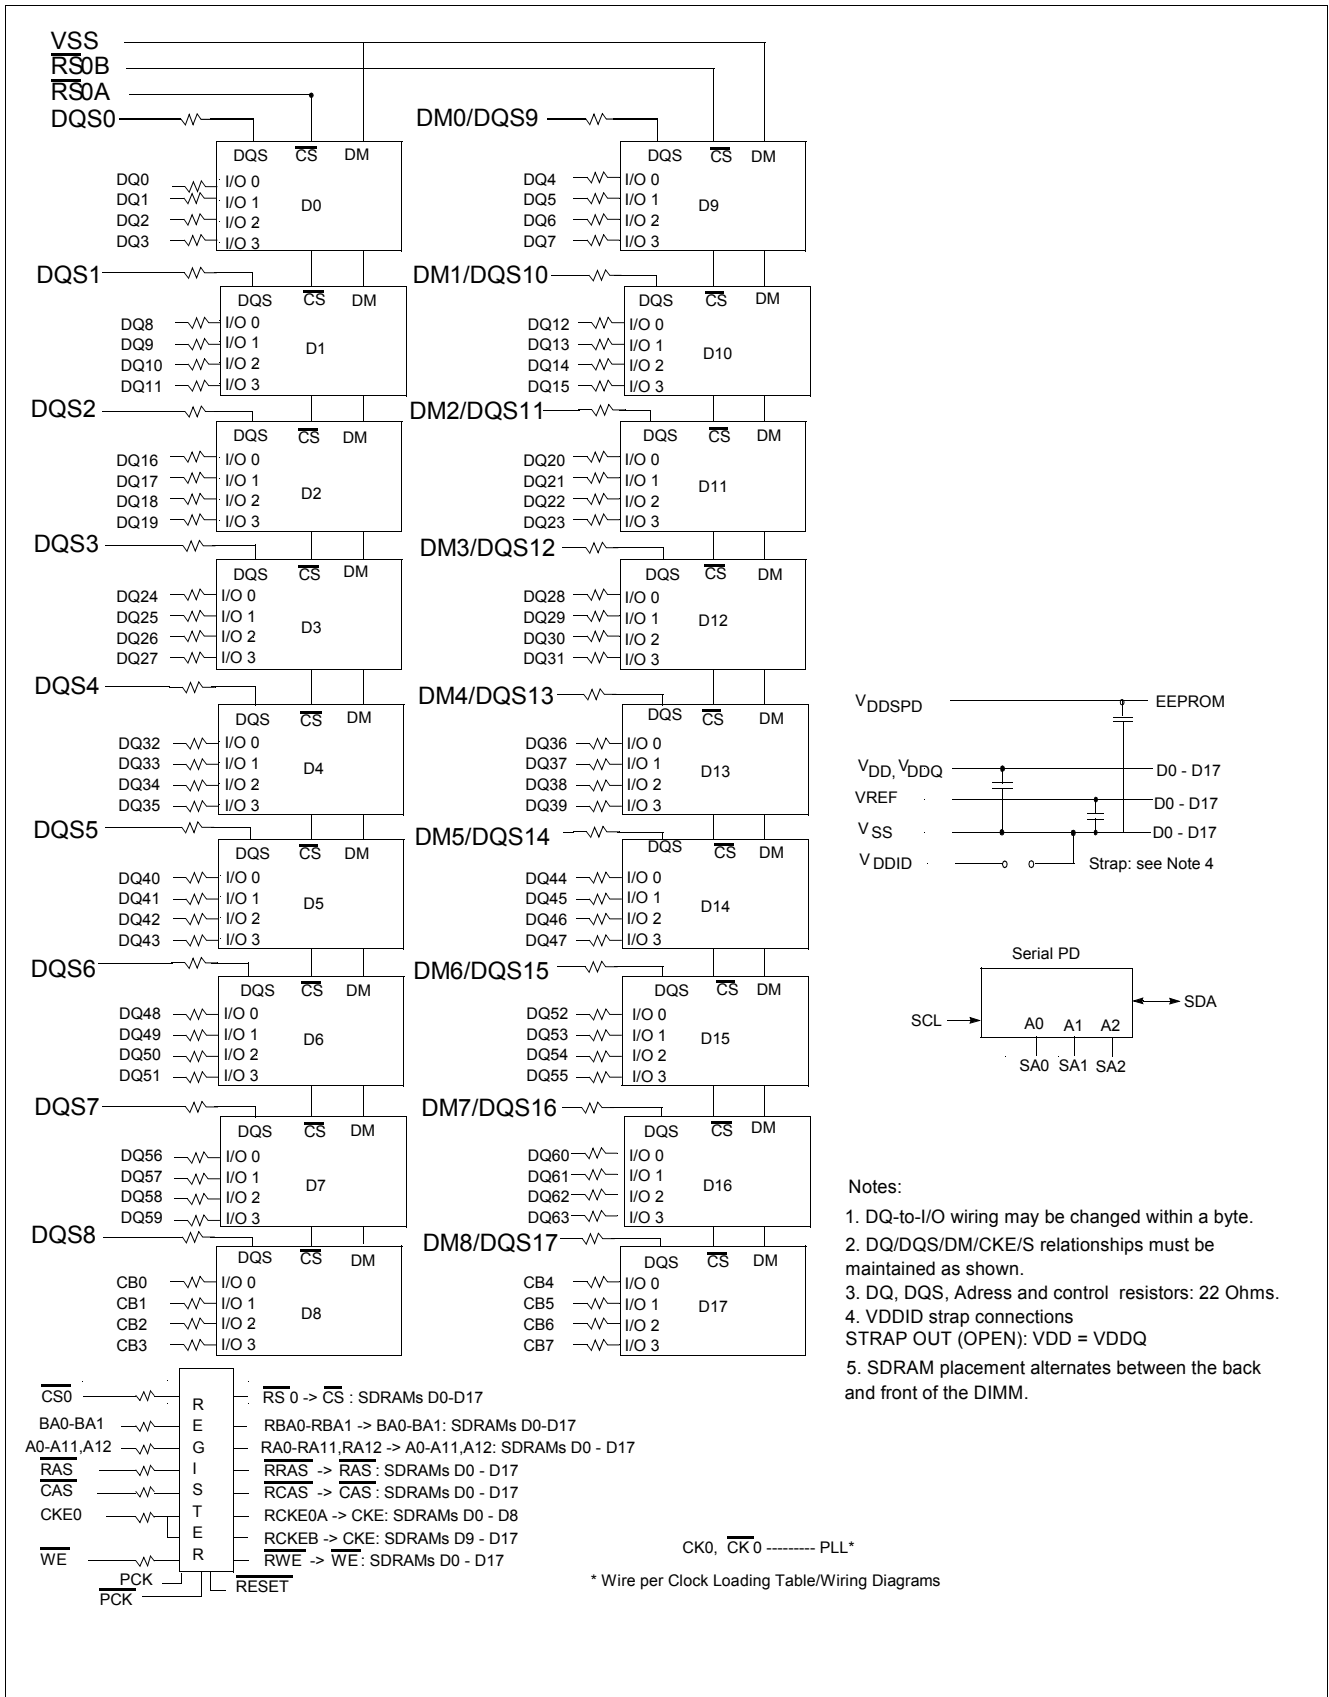 VSS
RS0B
RS0A
DQS0 DM0/DQS9
DQS CS DM DQS CS DM
DQ0 I/O 0 DQ4 I/O 0
DQ1 I/O 1 D0 DQ5 I/O 1 D9
DQ2 I/O 2 DQ6 I/O 2
DQ3 I/O 3 DQ7 I/O 3
DQS1 DM1/DQS10
DQS CS DM DQS CS DM
DQ8 I/O 0 DQ12 I/O 0
DQ9 I/O 1 D1 DQ13 I/O 1 D10
DQ10 I/O 2 DQ14 I/O 2
DQ11 I/O 3 DQ15 I/O 3
DQS2 DM2/DQS11
DQS CS DM DQS CS DM
DQ16 I/O 0 DQ20 I/O 0
DQ17 I/O 1 D2 DQ21 I/O 1 D11
DQ18 I/O 2 DQ22 I/O 2
DQ19 I/O 3 DQ23 I/O 3
DQS3 DM3/DQS12
DQS CS DM DQS CS DM
DQ24 I/O 0 DQ28 I/O 0
DQ25 I/O 1 D3 DQ29 I/O 1 D12
DQ26 I/O 2 DQ30 I/O 2
DQ27 I/O 3 DQ31 I/O 3
DQS4 DM4/DQS13
DQS CS DM DQS CS DM
DQ32 I/O 0 DQ36 I/O 0
DQ33 I/O 1 D4 DQ37 I/O 1 D13
DQ34 I/O 2 DQ38 I/O 2
DQ35 I/O 3 DQ39 I/O 3
DQS5 DM5/DQS14
DQS CS DM DQS CS DM
DQ40 I/O 0 DQ44 I/O 0
DQ41 I/O 1 D5 DQ45 I/O 1 D14
DQ42 I/O 2 DQ46 I/O 2
DQ43 I/O 3 DQ47 I/O 3
DQS6 DM6/DQS15
DQS CS DM DQS CS DM
DQ48 I/O 0 DQ52 I/O 0
DQ49 I/O 1 D6 DQ53 I/O 1 D15
DQ50 I/O 2 DQ54 I/O 2
DQ51 I/O 3 DQ55 I/O 3
DQS7 DM7/DQS16
DQS CS DM DQS CS DM
DQ56 I/O 0 DQ60 I/O 0
DQ57 I/O 1 D7 DQ61 I/O 1 D16
DQ58 I/O 2 DQ62 I/O 2
DQ59 I/O 3 DQ63 I/O 3
DQS8 DM8/DQS17
DQS CS DM DQS CS DM
CB0 I/O 0 CB4 I/O 0
CB1 I/O 1 D8 CB5 I/O 1 D17
CB2 I/O 2 CB6 I/O 2
CB3 I/O 3 CB7 I/O 3
VDDSPD EEPROM
VDD, VDDQ D0 - D17
VREF D0 - D17
VSS D0 - D17
VDDID Strap: see Note 4
Serial PD
SCL A0 A1 A2 SDA
SA0 SA1 SA2
Notes:
1. DQ-to-I/O wiring may be changed within a byte.
2. DQ/DQS/DM/CKE/S relationships must be
maintained as shown.
3. DQ, DQS, Adress and control resistors: 22 Ohms.
4. VDDID strap connections
STRAP OUT (OPEN): VDD = VDDQ
5. SDRAM placement alternates between the back
and front of the DIMM.
REGISTER
CS0 RS 0 -> CS : SDRAMs D0-D17
BA0-BA1 RBA0-RBA1 -> BA0-BA1: SDRAMs D0-D17
A0-A11,A12 RA0-RA11,RA12 -> A0-A11,A12: SDRAMs D0 - D17
RAS RRAS -> RAS : SDRAMs D0 - D17
CAS RCAS -> CAS : SDRAMs D0 - D17
CKE0 RCKE0A -> CKE: SDRAMs D0 - D8
RCKEB -> CKE: SDRAMs D9 - D17
WE RWE -> WE : SDRAMs D0 - D17
PCK
PCK
RESET
CK0, CK 0 --------- PLL*
* Wire per Clock Loading Table/Wiring Diagrams